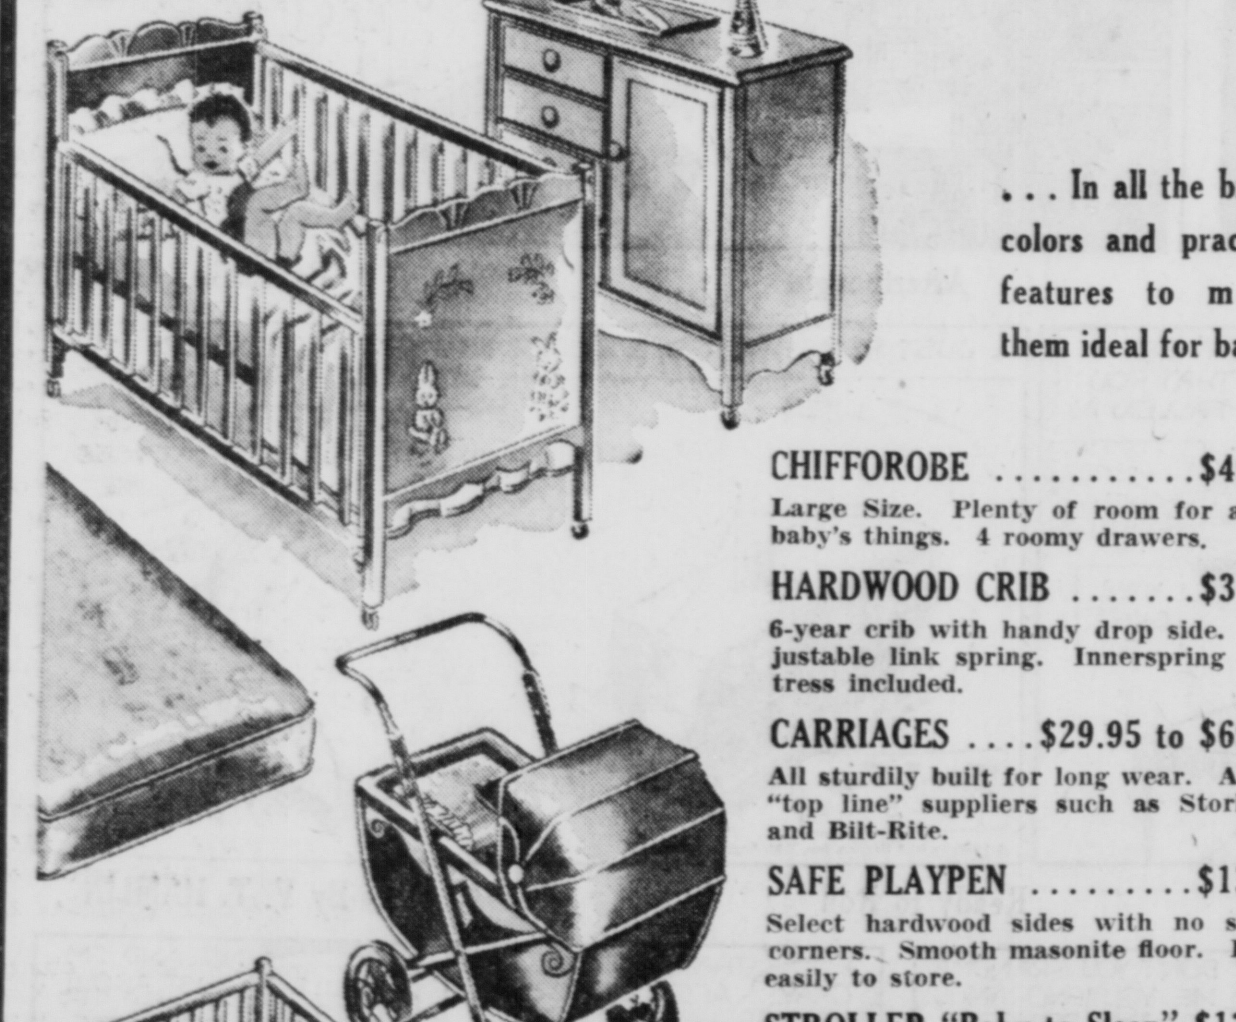 ... In all the b
colors and prac
features to m
them ideal for ba
CHIFFOROBE ...........$4
Large Size. Plenty of room for a
baby's things. 4 roomy drawers.
HARDWOOD CRIB .......$3
6-year crib with handy drop side.
justable link spring. Innerspring
tress included.
CARRIAGES ....$29.95 to $6
All sturdily built for long wear. A
"top line" suppliers such as Stor
and Bilt-Rite.
SAFE PLAYPEN .........$1
Select hardwood sides with no s
corners. Smooth masonite floor.
easily to store.
STROLLER